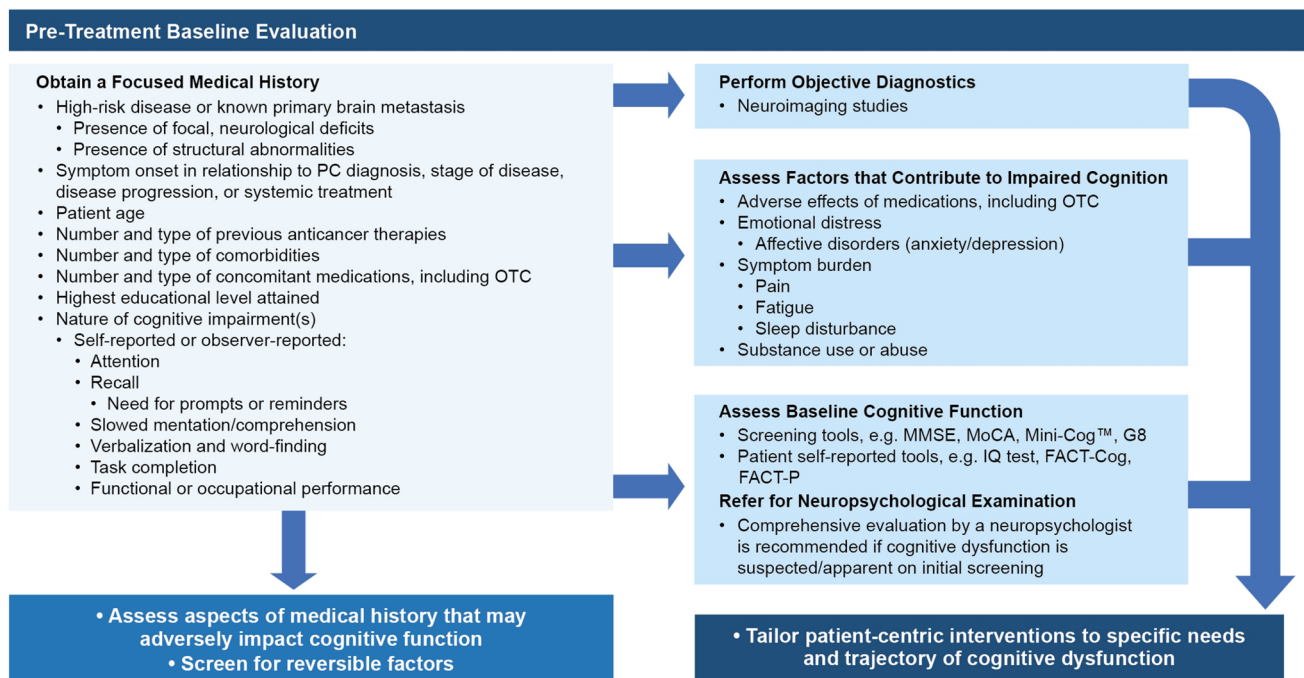 Pre-Treatment Baseline Evaluation
Obtain a Focused Medical History
• High-risk disease or known primary brain metastasis
• Presence of focal, neurological deficits
• Presence of structural abnormalities
• Symptom onset in relationship to PC diagnosis, stage of disease,
disease progression, or systemic treatment
• Patient age
• Number and type of previous anticancer therapies
• Number and type of comorbidities
• Number and type of concomitant medications, including OTC
• Highest educational level attained
• Nature of cognitive impairment(s)
• Self-reported or observer-reported:
• Attention
• Recall
• Need for prompts or reminders
• Slowed mentation/comprehension
• Verbalization and word-finding
• Task completion
• Functional or occupational performance
• Assess aspects of medical history that may
adversely impact cognitive function
• Screen for reversible factors
Perform Objective Diagnostics
• Neuroimaging studies
Assess Factors that Contribute to Impaired Cognition
• Adverse effects of medications, including OTC
• Emotional distress
• Affective disorders (anxiety/depression)
• Symptom burden
• Pain
• Fatigue
• Sleep disturbance
• Substance use or abuse
Assess Baseline Cognitive Function
• Screening tools, e.g. MMSE, MoCA, Mini-Cog™, G8
• Patient self-reported tools, e.g. IQ test, FACT-Cog,
FACT-P
Refer for Neuropsychological Examination
• Comprehensive evaluation by a neuropsychologist
is recommended if cognitive dysfunction is
suspected/apparent on initial screening
• Tailor patient-centric interventions to specific needs
and trajectory of cognitive dysfunction